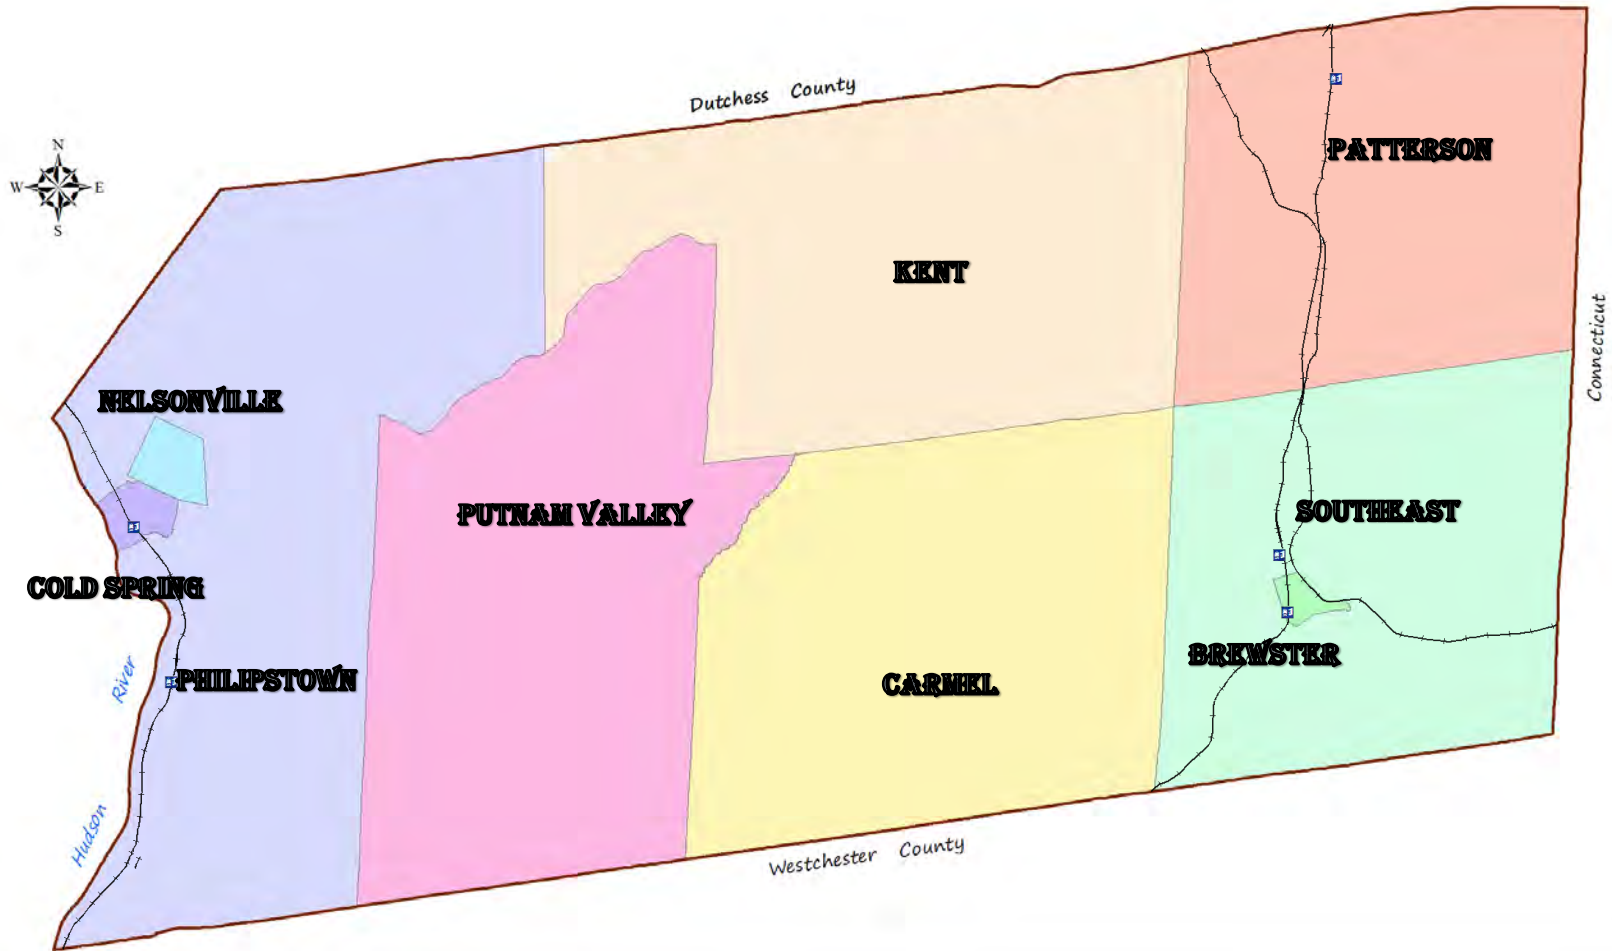 Dutchess County
N
W E
S
PATTERSON
KENT
Connecticut
NELSONVILLE
PUTNAM VALLEY
SOUTHEAST
COLD SPRING
BREWSTER
PHILIPSTOWN
CARMEL
Hudson River
Westchester County